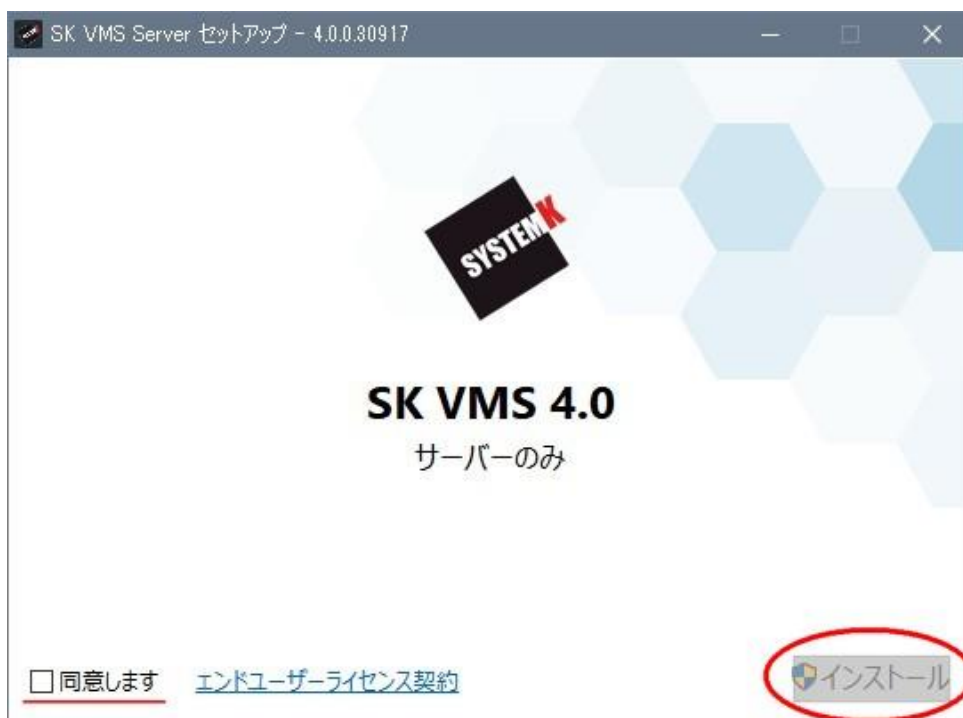 SK VMS Server セットアップ - 4.0.0.30917
SYSTEMK
SK VMS 4.0
サーバーのみ
同意します エンドユーザーライセンス契約 インストール